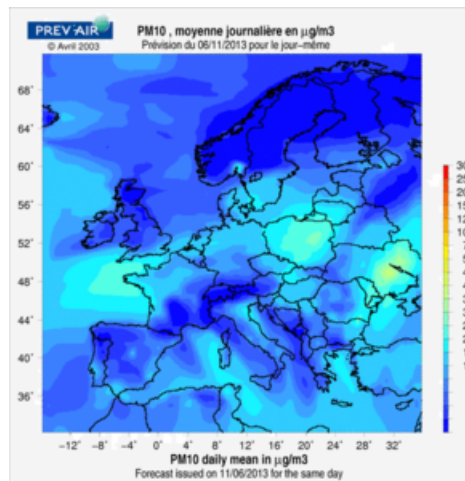 PREV'AIR
© Avril 2003
PM10 , moyenne journalière en µg/m3
Prévision du 06/11/2013 pour le jour-même
68°
64°
60°
56°
52°
48°
44°
40°
36°
-12° -8° -4° 0° 4° 8° 12° 16° 20° 24° 28° 32°
PM10 daily mean in µg/m3
Forecast issued on 11/06/2013 for the same day